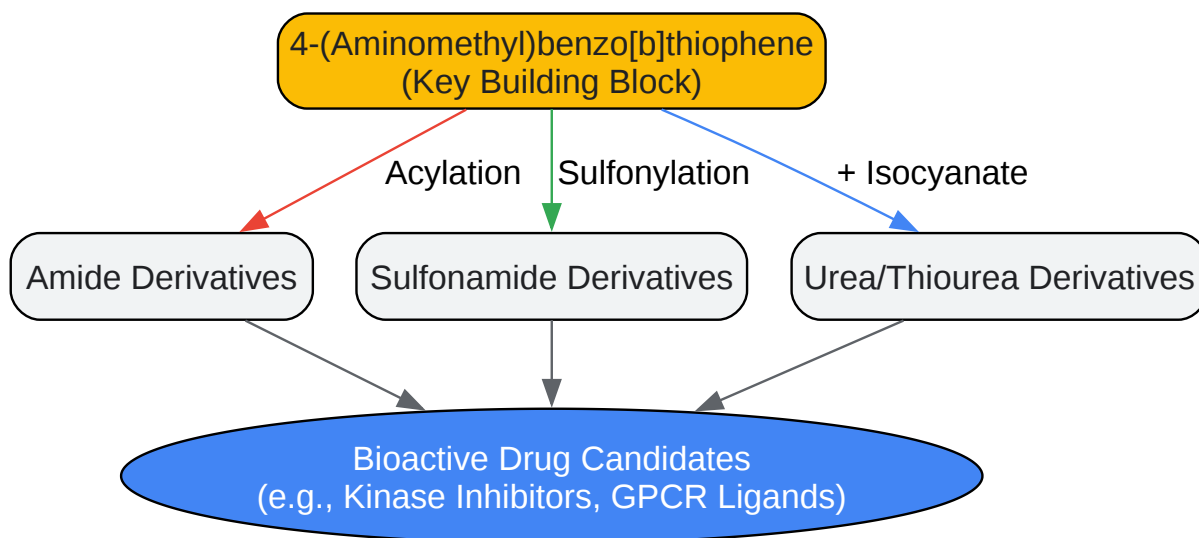 4-(Aminomethyl)benzo[b]thiophene
(Key Building Block)
Acylation
Sulfonylation
+ Isocyanate
Amide Derivatives
Sulfonamide Derivatives
Urea/Thiourea Derivatives
Bioactive Drug Candidates
(e.g., Kinase Inhibitors, GPCR Ligands)